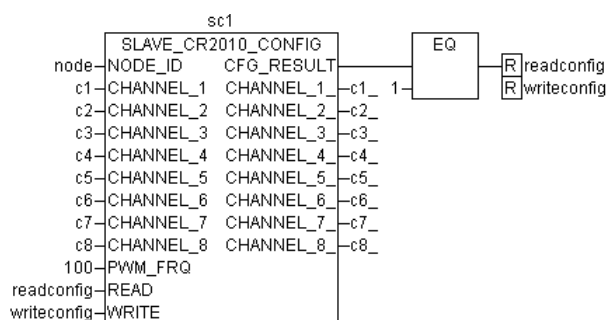 sc1
SLAVE_CR2010_CONFIG EQ
node NODE_ID CFG_RESULT R readconfig
c1 CHANNEL_1 CHANNEL_1_ c1_ 1 R writeconfig
c2 CHANNEL_2 CHANNEL_2_ c2_
c3 CHANNEL_3 CHANNEL_3_ c3_
c4 CHANNEL_4 CHANNEL_4_ c4_
c5 CHANNEL_5 CHANNEL_5_ c5_
c6 CHANNEL_6 CHANNEL_6_ c6_
c7 CHANNEL_7 CHANNEL_7_ c7_
c8 CHANNEL_8 CHANNEL_8_ c8_
100 PWM_FRQ
readconfig READ
writeconfig WRITE